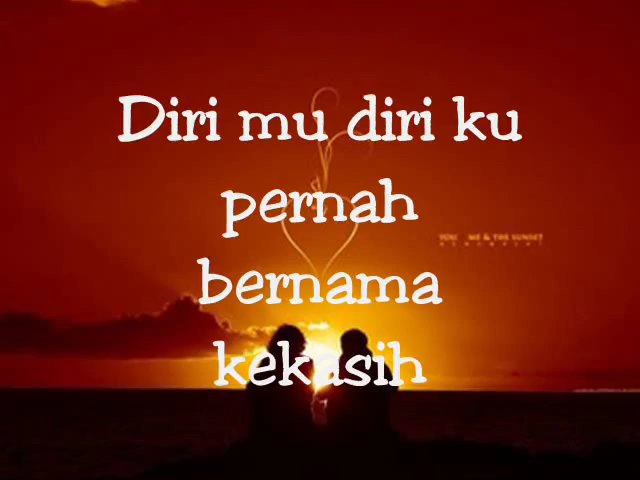 Diri mu diri ku
pernah
YOU ME & THE SUNSET
bernama
kekasih